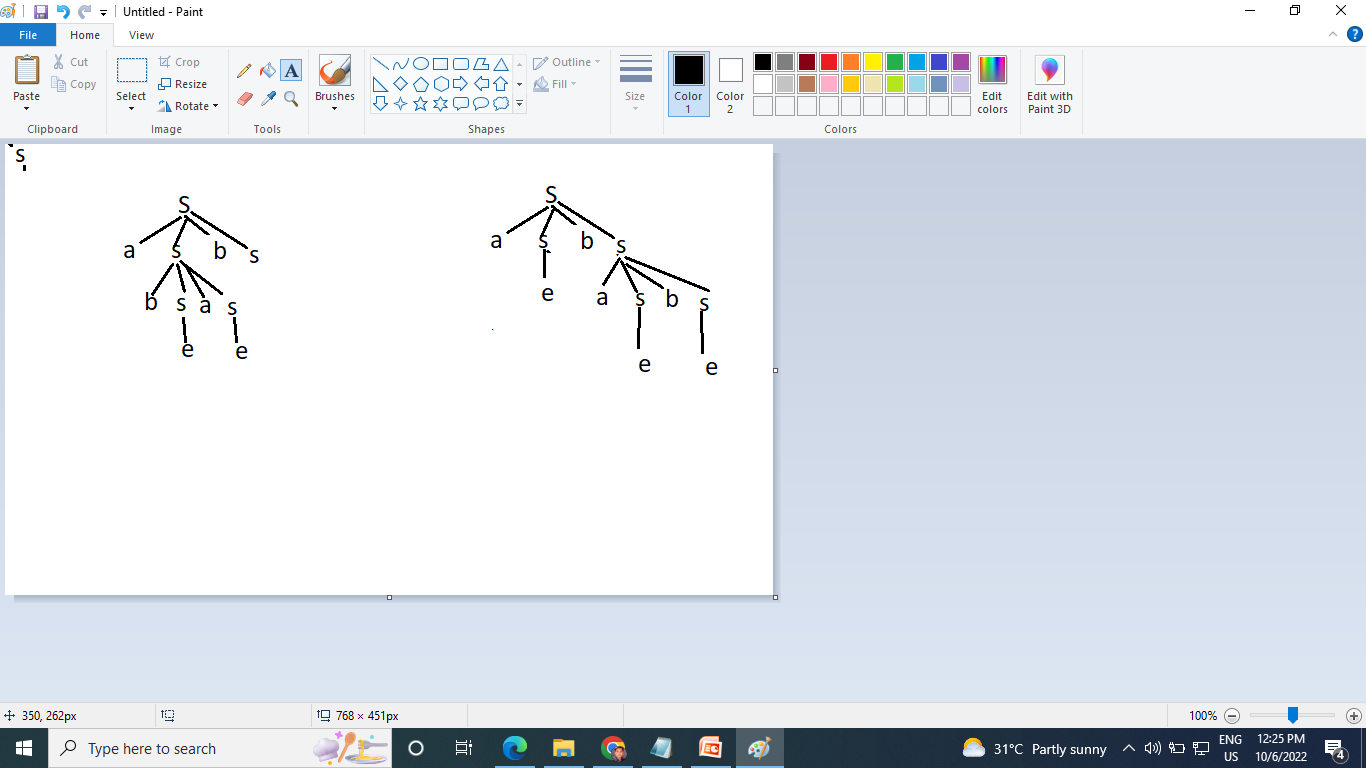 Untitled - Paint
File Home View
Paste Cut Copy
Clipboard
Select Crop Resize Rotate
Image
Tools
Brushes
Outline Fill
Shapes
Size
Color 1
Color 2
Edit colors
Edit with Paint 3D
Colors
s
S
a s b s
b s a s
e e
S
a s b s
e a s b s
e e
350, 262px
768 × 451px
100%
Type here to search
31°C Partly sunny
ENG
US
12:25 PM
10/6/2022
4